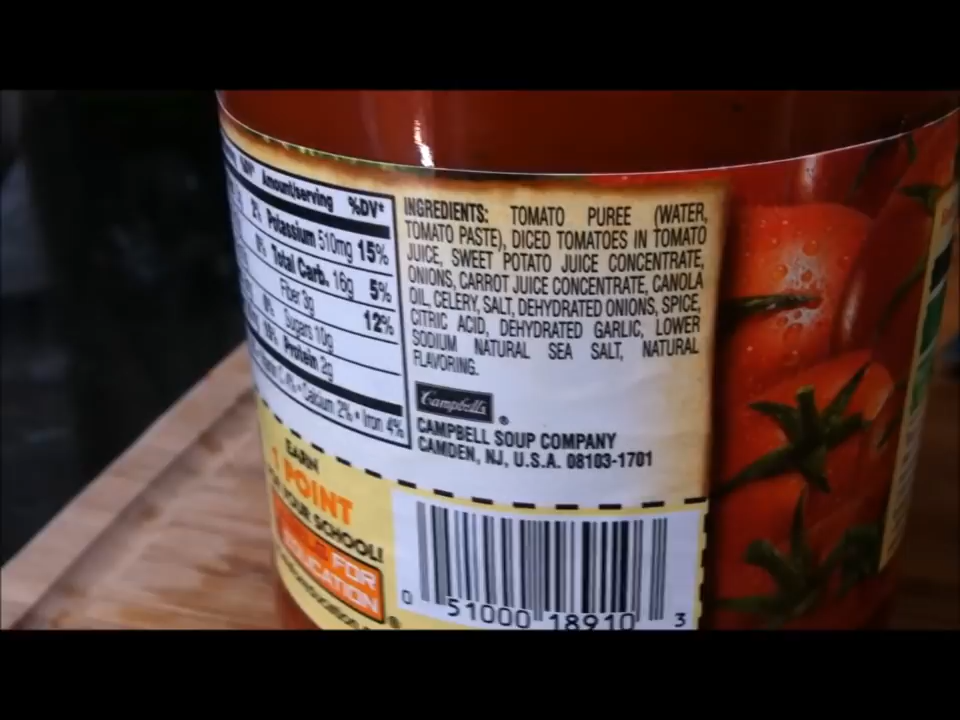 Amount/serving %DV*
Potassium 510mg 15%
Total Carb. 16g 5%
Fiber 3g 12%
Sugars 10g
Protein 2g
Calcium 2% • Iron 4%
INGREDIENTS: TOMATO PUREE (WATER,
TOMATO PASTE), DICED TOMATOES IN TOMATO
JUICE, SWEET POTATO JUICE CONCENTRATE,
ONIONS, CARROT JUICE CONCENTRATE, CANOLA
OIL, CELERY, SALT, DEHYDRATED ONIONS, SPICE,
CITRIC ACID, DEHYDRATED GARLIC, LOWER
SODIUM NATURAL SEA SALT, NATURAL
FLAVORING.
Campbell's ®
CAMPBELL SOUP COMPANY
CAMDEN, NJ, U.S.A. 08103-1701
EARN
1 POINT
YOUR SCHOOL!
FOR
EDUCATION
0 51000 18910 3